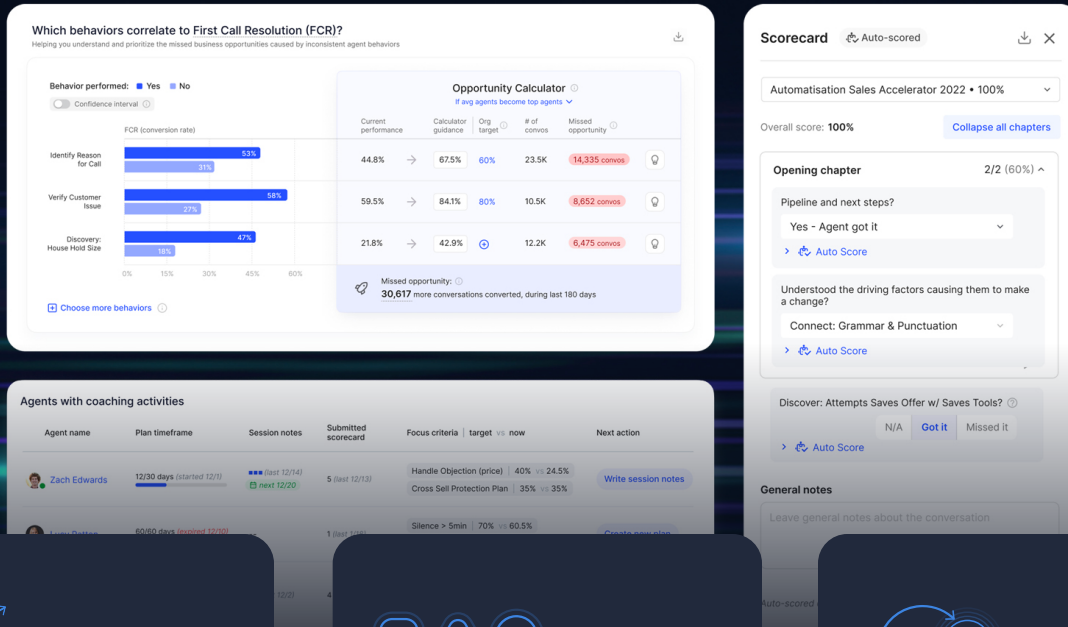 Which behaviors correlate to First Call Resolution (FCR)?
Helping you understand and prioritize the missed business opportunities caused by inconsistent agent behaviors
Behavior performed: Yes No
Confidence interval
FCR (conversion rate)
Identify Reason
for Call
53%
31%
Verify Customer
Issue
58%
27%
Discovery:
House Hold Size
47%
18%
0% 15% 30% 45% 60%
Choose more behaviors
Opportunity Calculator
If avg agents become top agents
Current
performance
Calculator
guidance
Org
target
# of
convos
Missed
opportunity
44.8% → 67.5% 60% 23.5K 14,335 convos
59.5% → 84.1% 80% 10.5K 8,652 convos
21.8% → 42.9% 12.2K 6,475 convos
Missed opportunity:
30,617 more conversations converted, during last 180 days
Agents with coaching activities
Agent name
Plan timeframe
Session notes
Submitted
scorecard
Focus criteria | target vs now
Next action
Zach Edwards
12/30 days (started 12/1)
(last 12/14)
next 12/20
5 (last 12/13)
Handle Objection (price) | 40% vs 24.5%
Cross Sell Protection Plan | 35% vs 35%
Write session notes
60/60 days (expired 12/10)
Silence > 5min | 70% vs 60.5%
Create new plan
Scorecard Auto-scored
Automatisation Sales Accelerator 2022 • 100%
Overall score: 100%
Collapse all chapters
Opening chapter 2/2 (60%)
Pipeline and next steps?
Yes - Agent got it
Auto Score
Understood the driving factors causing them to make
a change?
Connect: Grammar & Punctuation
Auto Score
Discover: Attempts Saves Offer w/ Saves Tools?
N/A Got it Missed it
Auto Score
General notes
Leave general notes about the conversation
Auto-scored